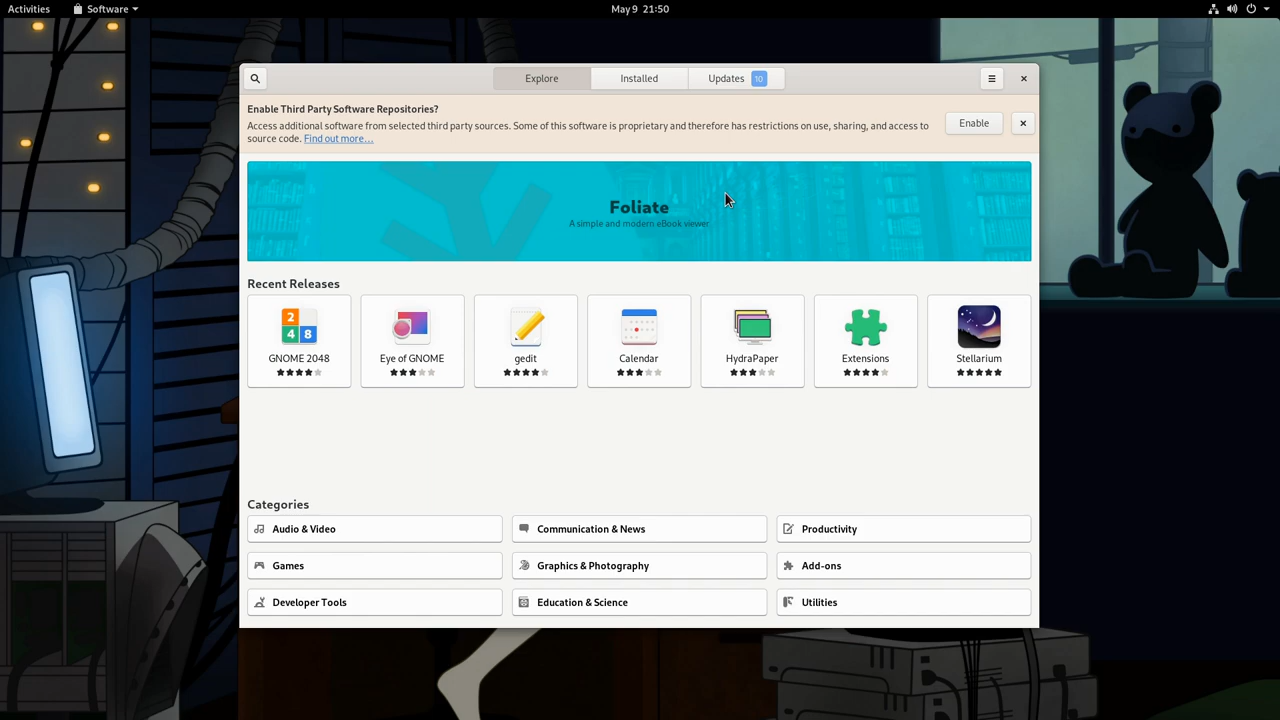 Activities Software May 9 21:50
Explore Installed Updates 10
Enable Third Party Software Repositories?
Access additional software from selected third party sources. Some of this software is proprietary and therefore has restrictions on use, sharing, and access to
source code. Find out more…
Enable
Foliate
A simple and modern eBook viewer
Recent Releases
2 4 8
GNOME 2048 Eye of GNOME gedit Calendar HydraPaper Extensions Stellarium
Categories
Audio & Video Communication & News Productivity
Games Graphics & Photography Add-ons
Developer Tools Education & Science Utilities